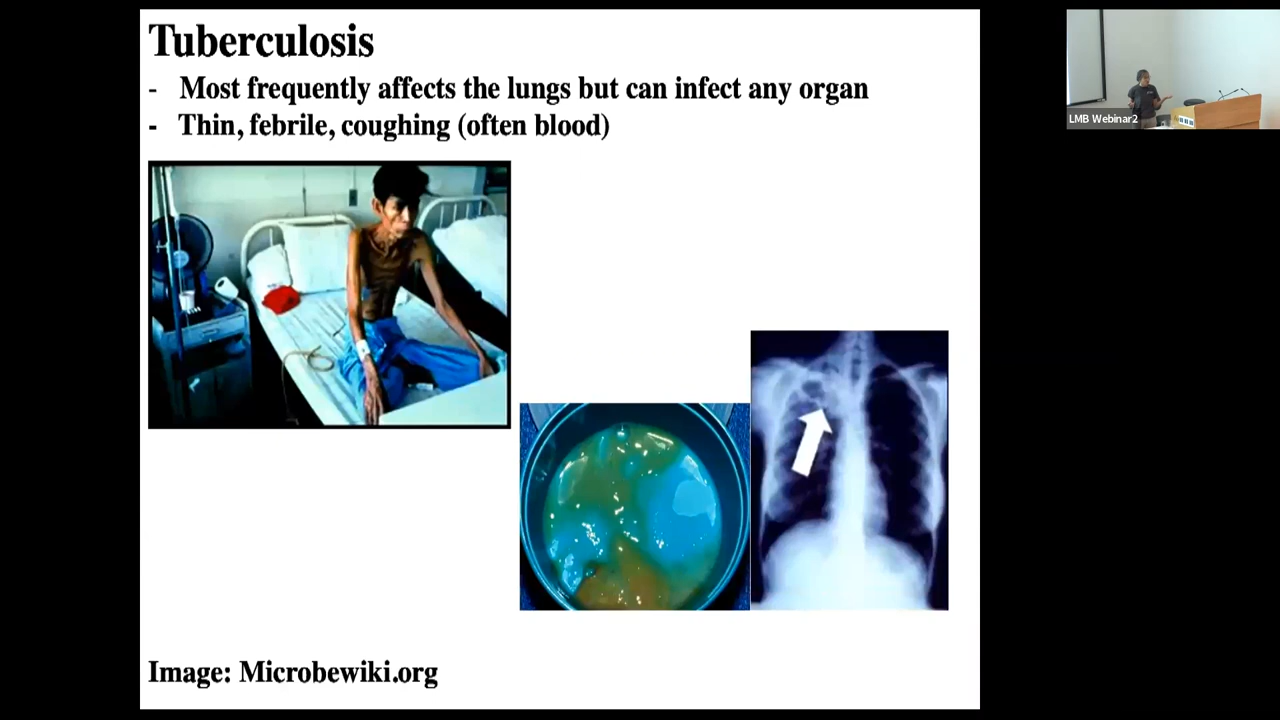 Tuberculosis
- Most frequently affects the lungs but can infect any organ
- Thin, febrile, coughing (often blood)
Image: Microbewiki.org
LMB Webinar2